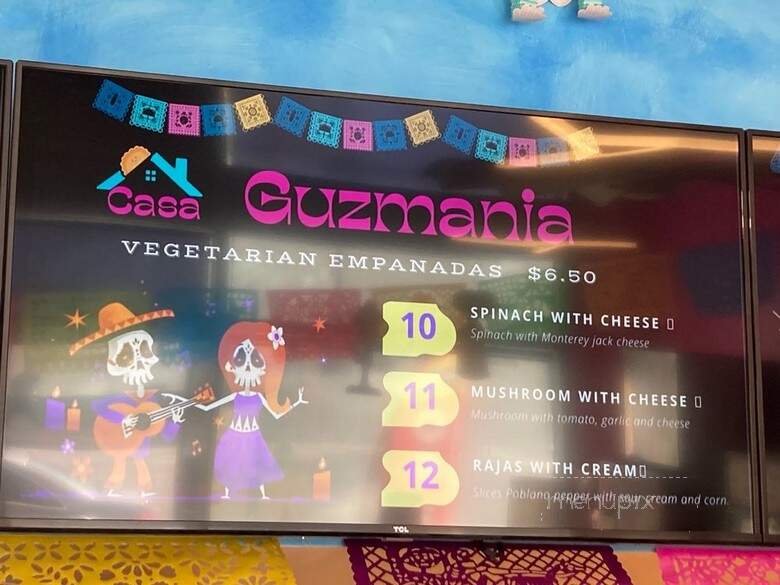 Casa
Guzmania
VEGETARIAN EMPANADAS $6.50
10
SPINACH WITH CHEESE ▯
Spinach with Monterey jack cheese
11
MUSHROOM WITH CHEESE ▯
Mushroom with tomato, garlic and cheese
12
RAJAS WITH CREAM▯
Slices Poblano pepper with sour cream and corn.
menupix
TCL